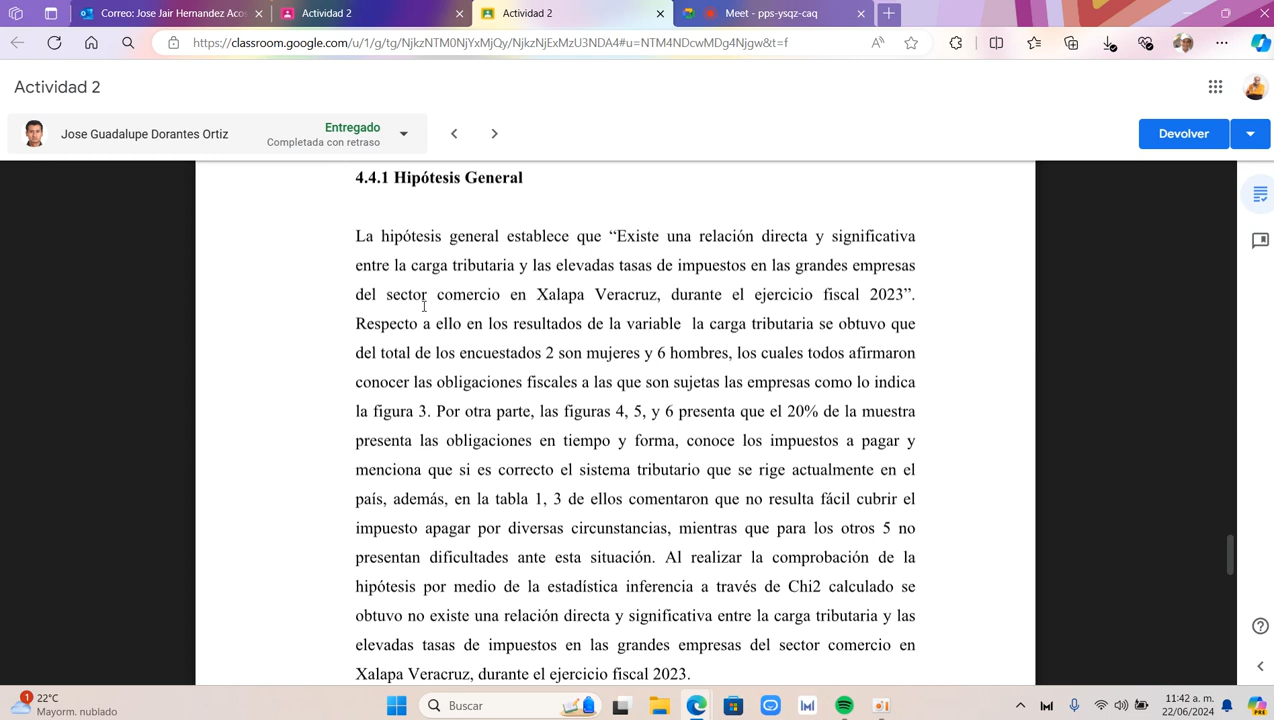 Correo: Jose Jair Hernandez Acos
Actividad 2
Actividad 2
Meet - pps-ysqz-caq
https://classroom.google.com/u/1/g/tg/NjkzNTM0NjYxMjQy/NjkzNjExMzU3NDA4#u=NTM4NDcwMDg4Njgw&t=f
Actividad 2
Jose Guadalupe Dorantes Ortiz
Entregado
Completada con retraso
Devolver
4.4.1 Hipótesis General
La hipótesis general establece que “Existe una relación directa y significativa
entre la carga tributaria y las elevadas tasas de impuestos en las grandes empresas
del sector comercio en Xalapa Veracruz, durante el ejercicio fiscal 2023”.
Respecto a ello en los resultados de la variable la carga tributaria se obtuvo que
del total de los encuestados 2 son mujeres y 6 hombres, los cuales todos afirmaron
conocer las obligaciones fiscales a las que son sujetas las empresas como lo indica
la figura 3. Por otra parte, las figuras 4, 5, y 6 presenta que el 20% de la muestra
presenta las obligaciones en tiempo y forma, conoce los impuestos a pagar y
menciona que si es correcto el sistema tributario que se rige actualmente en el
país, además, en la tabla 1, 3 de ellos comentaron que no resulta fácil cubrir el
impuesto apagar por diversas circunstancias, mientras que para los otros 5 no
presentan dificultades ante esta situación. Al realizar la comprobación de la
hipótesis por medio de la estadística inferencia a través de Chi2 calculado se
obtuvo no existe una relación directa y significativa entre la carga tributaria y las
elevadas tasas de impuestos en las grandes empresas del sector comercio en
Xalapa Veracruz, durante el ejercicio fiscal 2023.
1
22°C
Mayorm. nublado
Buscar
11:42 a. m.
22/06/2024
PRE